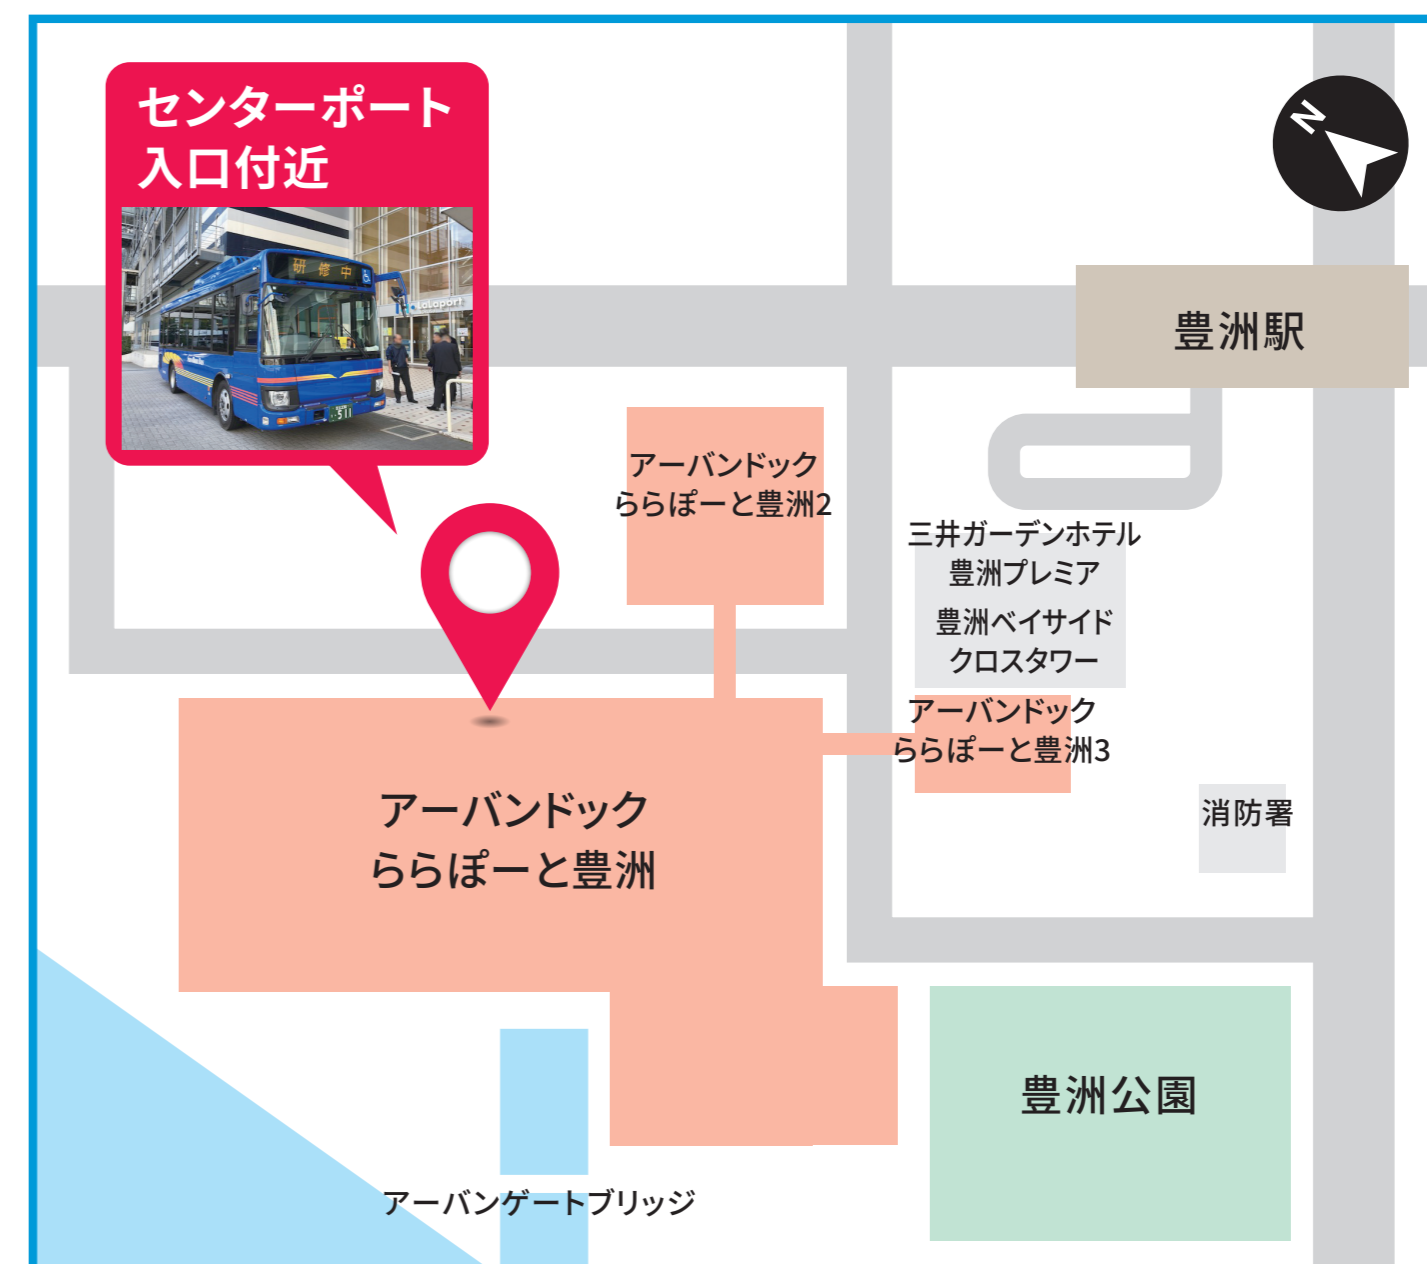 センターポート
入口付近
研修中
LaLaport
511
N
豊洲駅
アーバンドック
ららぽーと豊洲2
三井ガーデンホテル
豊洲プレミア
豊洲ベイサイド
クロスタワー
アーバンドック
ららぽーと豊洲3
消防署
アーバンドック
ららぽーと豊洲
豊洲公園
アーバンゲートブリッジ